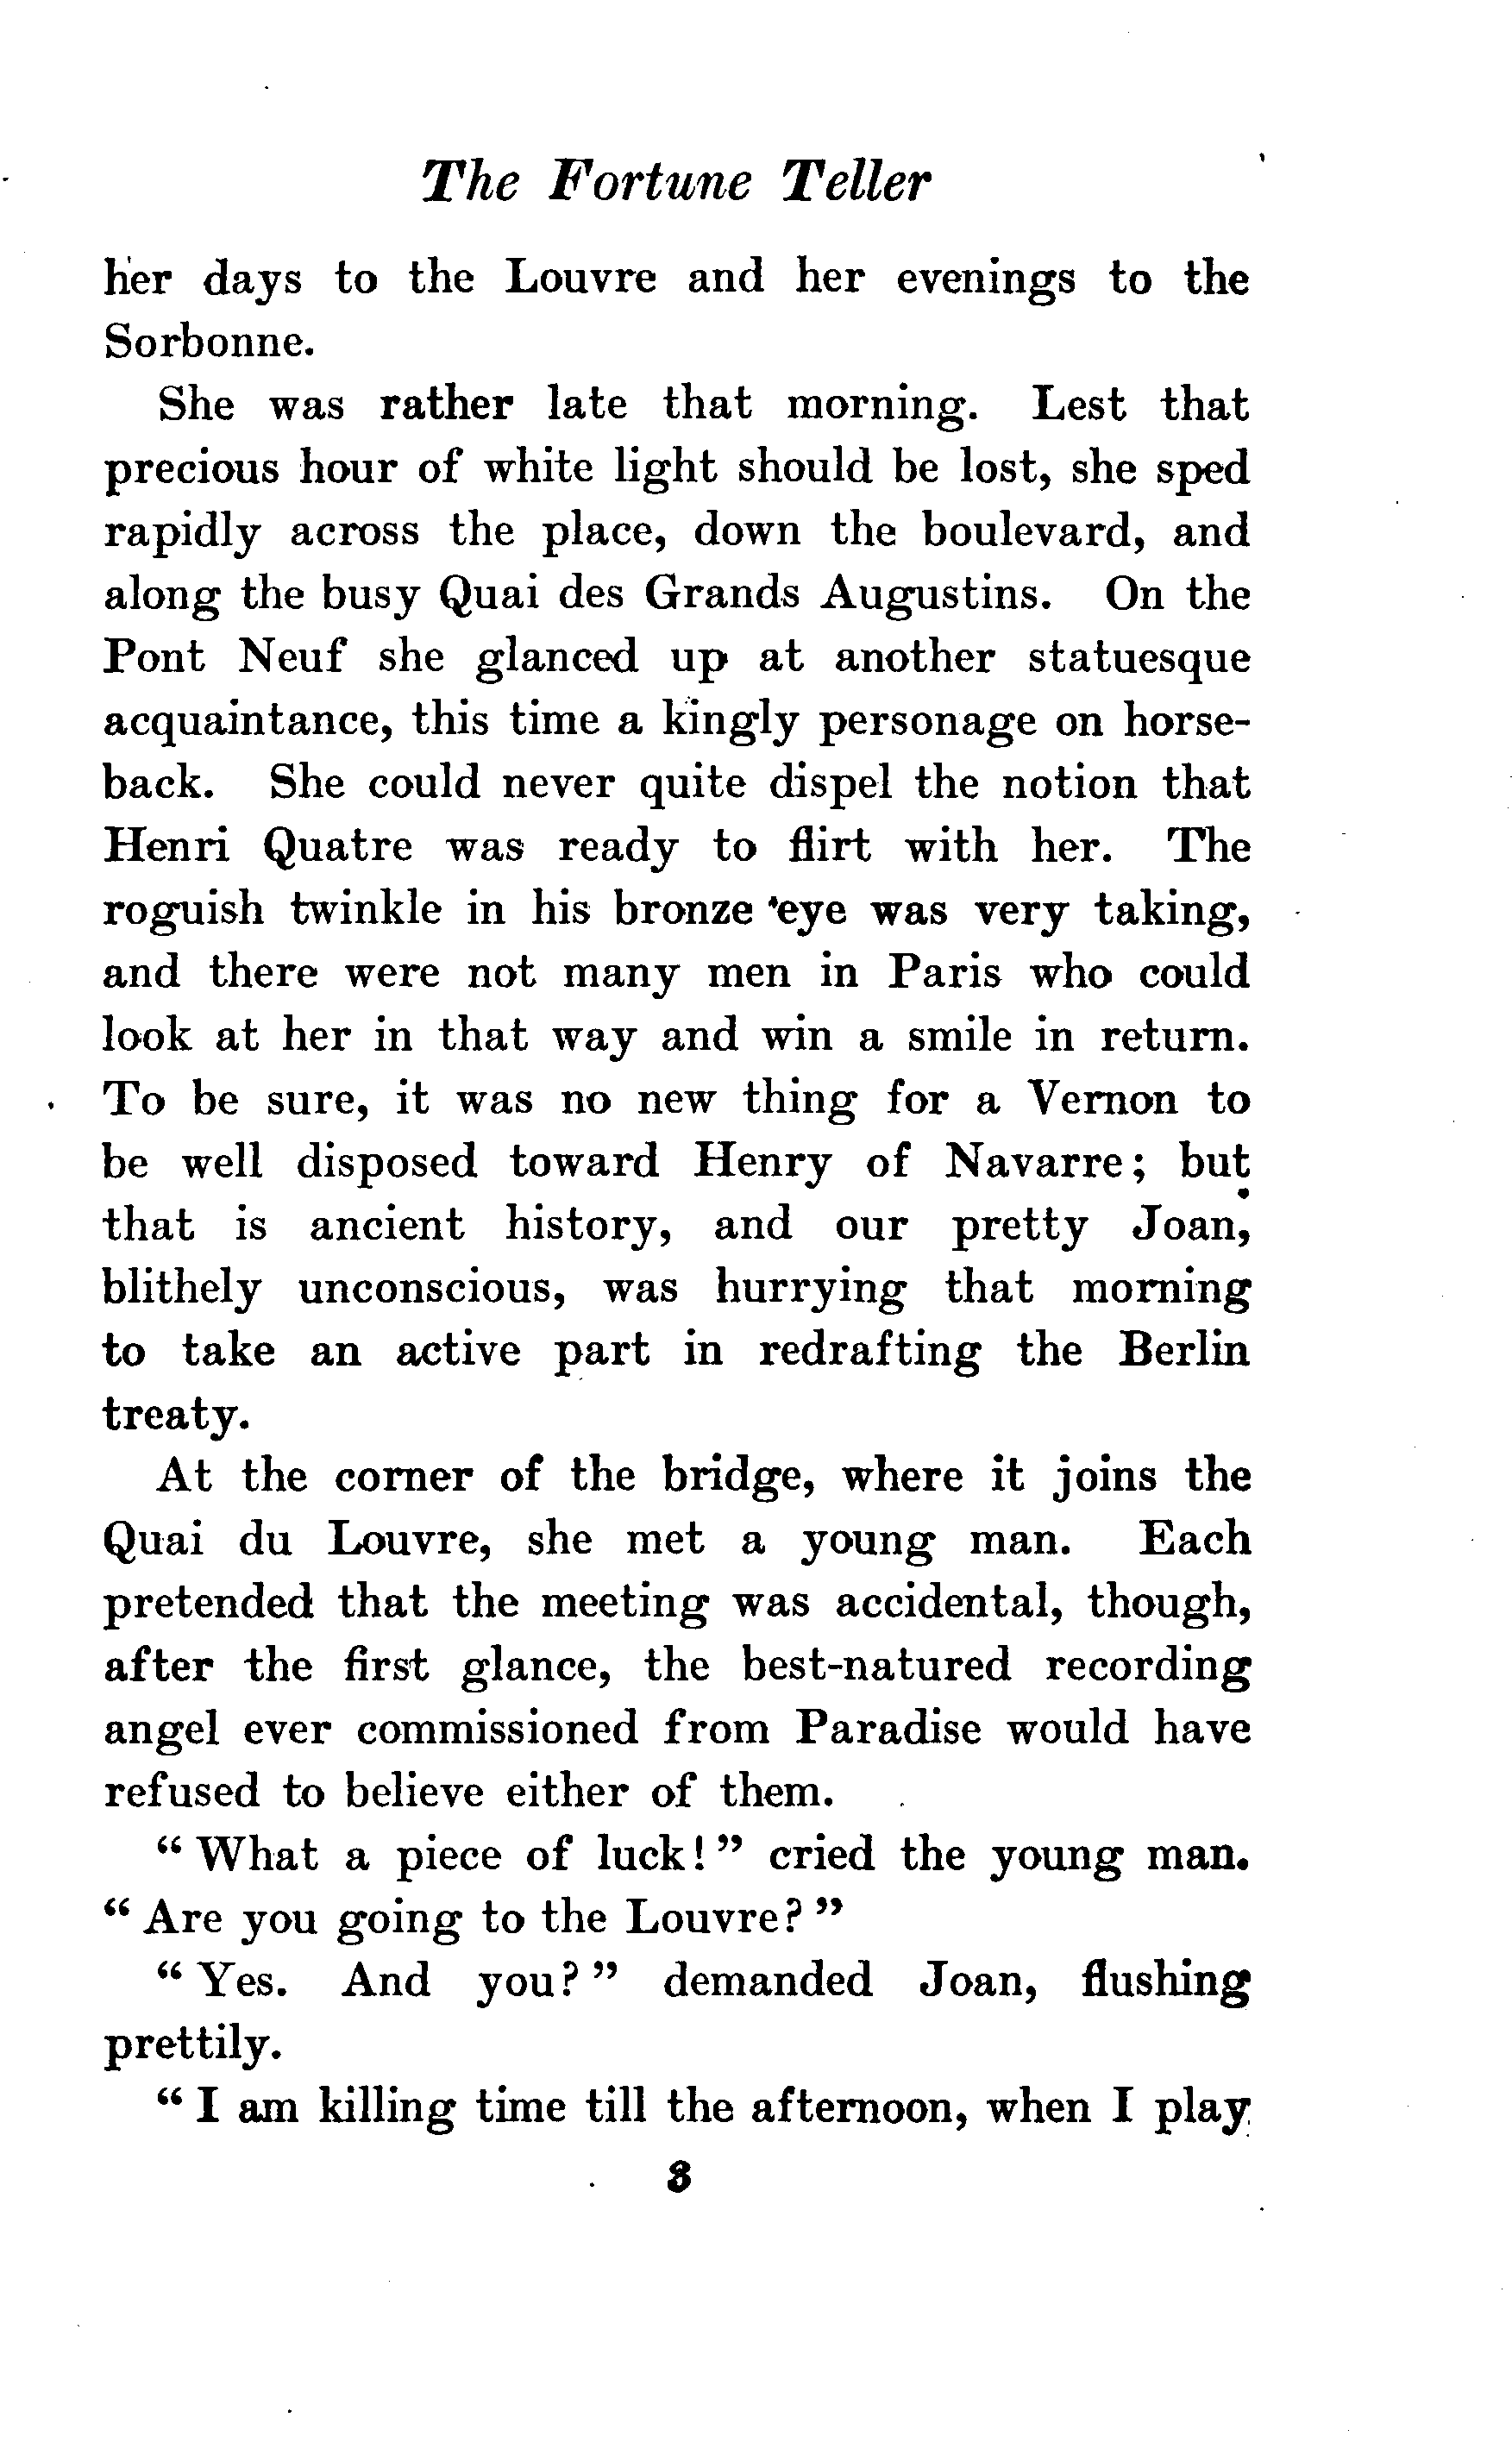 The Fortune Teller
her days to the Louvre and her evenings to the
Sorbonne.
She was rather late that morning. Lest that
precious hour of white light should be lost, she sped
rapidly across the place, down the boulevard, and
along the busy Quai des Grands Augustins. On the
Pont Neuf she glanced up at another statuesque
acquaintance, this time a kingly personage on horse-
back. She could never quite dispel the notion that
Henri Quatre was ready to flirt with her. The
roguish twinkle in his bronze eye was very taking,
and there were not many men in Paris who could
look at her in that way and win a smile in return.
To be sure, it was no new thing for a Vernon to
be well disposed toward Henry of Navarre; but
that is ancient history, and our pretty Joan,
blithely unconscious, was hurrying that morning
to take an active part in redrafting the Berlin
treaty.
At the corner of the bridge, where it joins the
Quai du Louvre, she met a young man. Each
pretended that the meeting was accidental, though,
after the first glance, the best-natured recording
angel ever commissioned from Paradise would have
refused to believe either of them.
"What a piece of luck!" cried the young man.
"Are you going to the Louvre?"
"Yes. And you?" demanded Joan, flushing
prettily.
"I am killing time till the afternoon, when I play
3